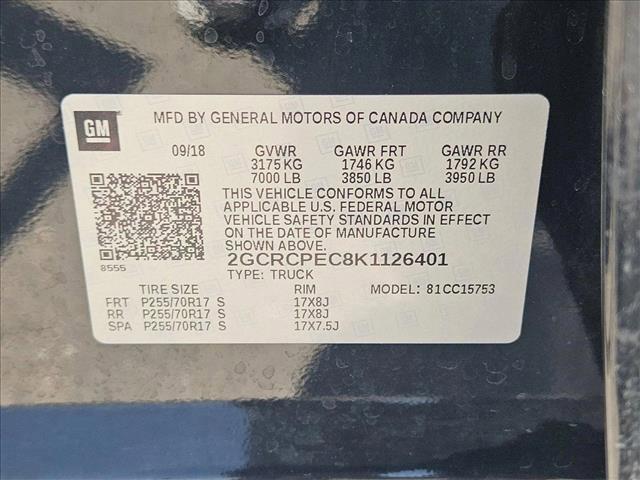 GM
MFD BY GENERAL MOTORS OF CANADA COMPANY
09/18 GVWR GAWR FRT GAWR RR
3175 KG 1746 KG 1792 KG
7000 LB 3850 LB 3950 LB
THIS VEHICLE CONFORMS TO ALL
APPLICABLE U.S. FEDERAL MOTOR
VEHICLE SAFETY STANDARDS IN EFFECT
ON THE DATE OF MANUFACTURE
8555 2GCRCPEC8K1126401
TYPE: TRUCK
TIRE SIZE RIM MODEL: 81CC15753
FRT P255/70R17 S 17X8J
RR P255/70R17 S 17X8J
SPA P255/70R17 S 17X7.5J